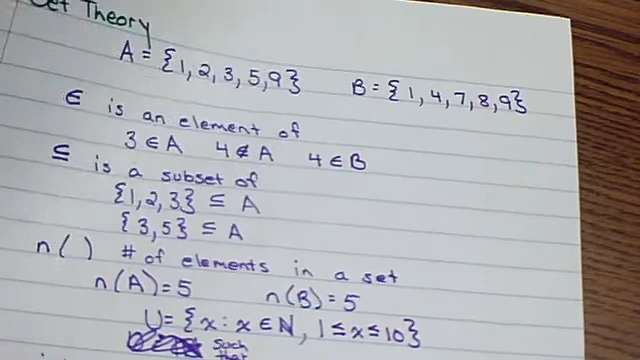 Set Theory
A = {1, 2, 3, 5, 9} B = {1, 4, 7, 8, 9}
∈ is an element of
3 ∈ A 4 ∉ A 4 ∈ B
⊆ is a subset of
{1, 2, 3} ⊆ A
{3, 5} ⊆ A
n( ) # of elements in a set
n(A) = 5 n(B) = 5
U = {x : x ∈ N, 1 ≤ x ≤ 10}
such
that